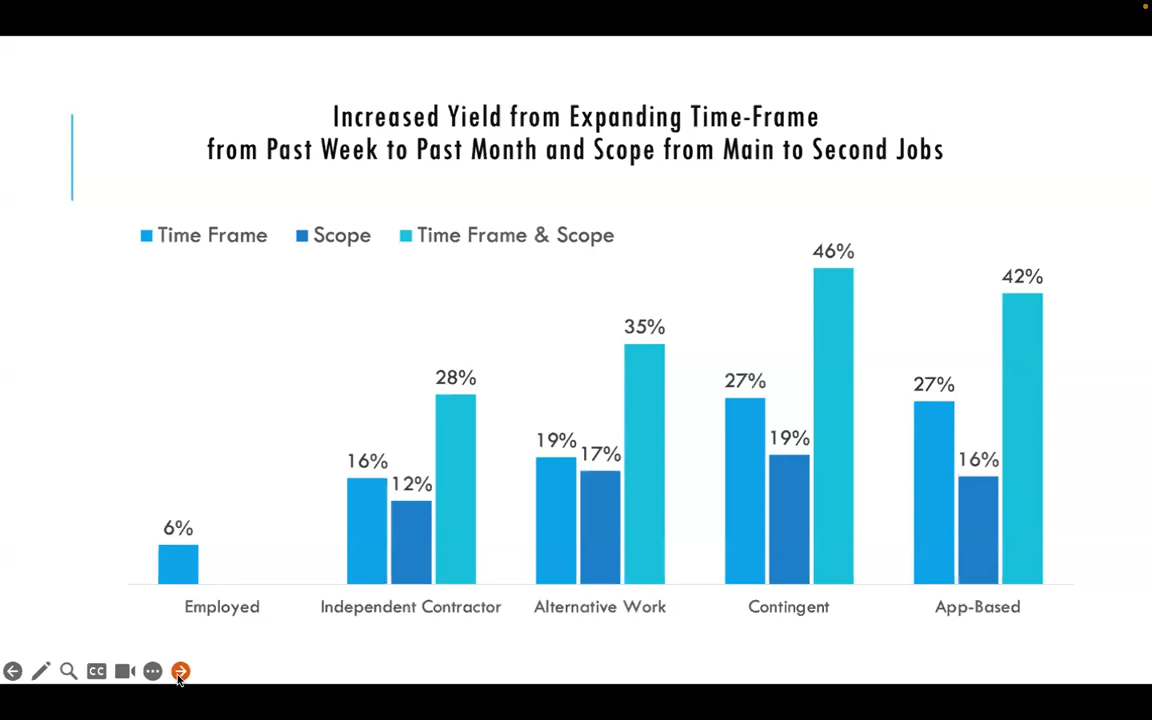 Increased Yield from Expanding Time-Frame
from Past Week to Past Month and Scope from Main to Second Jobs
Time Frame Scope Time Frame & Scope
6%
16% 12% 28%
19% 17% 35%
27% 19% 46%
27% 16% 42%
Employed Independent Contractor Alternative Work Contingent App-Based
CC